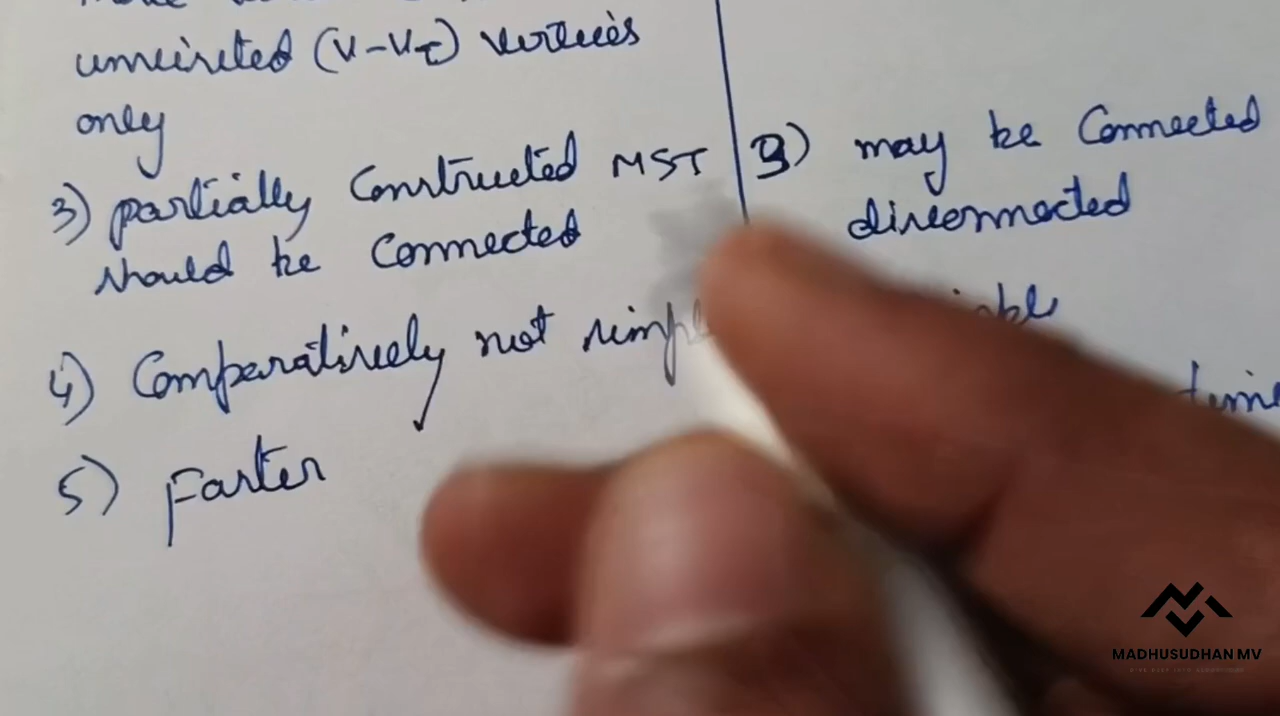 unvisited (V-VT) vertices
only
3) partially Constructed MST
should be Connected
4) Comparatively not
5) Faster
3) may be Connected
disconnected
MADHUSUDHAN MV